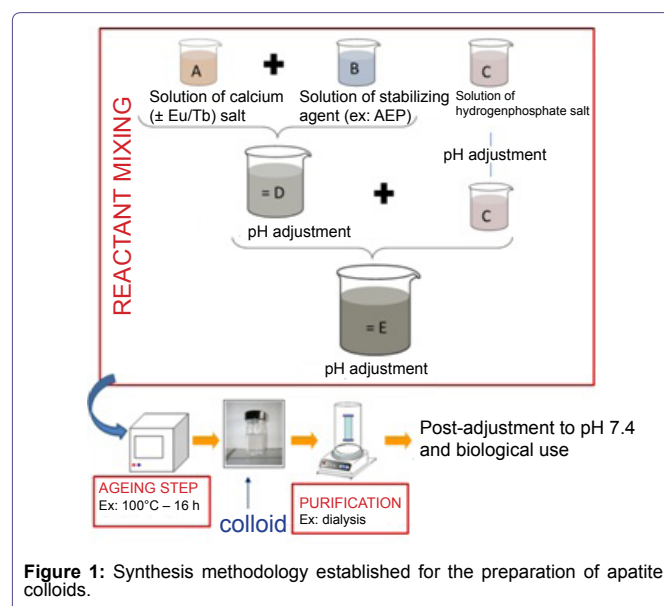 REACTANT MIXING
A
B
C
Solution of calcium
(± Eu/Tb) salt
Solution of stabilizing
agent (ex: AEP)
Solution of
hydrogenphosphate salt
pH adjustment
= D
C
pH adjustment
= E
pH adjustment
AGEING STEP
Ex: 100°C – 16 h
colloid
PURIFICATION
Ex: dialysis
Post-adjustment to pH 7.4
and biological use
Figure 1: Synthesis methodology established for the preparation of apatite
colloids.